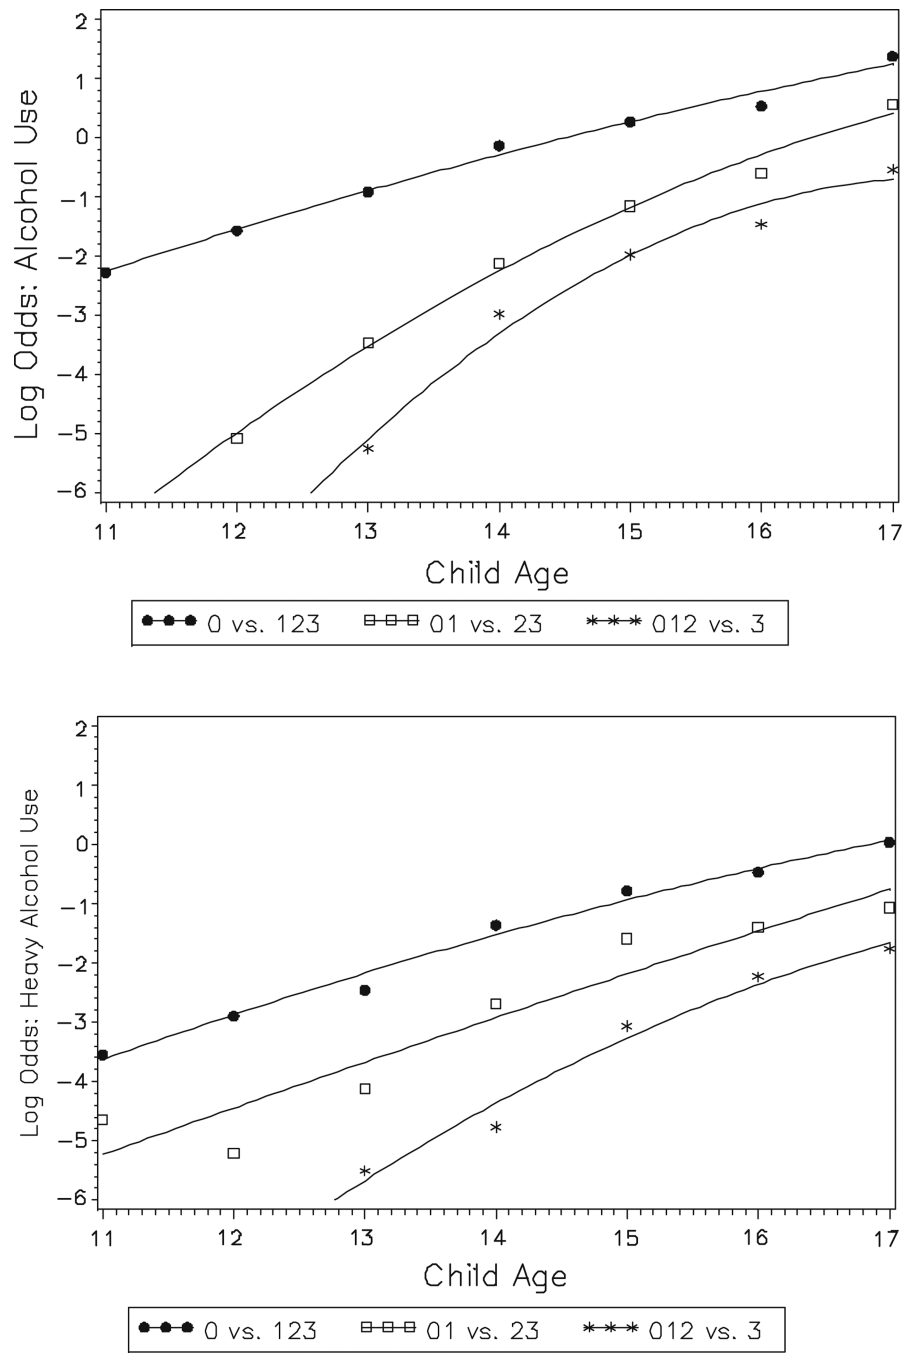 Log Odds: Alcohol Use
2
1
0
−1
−2
−3
−4
−5
−6
11 12 13 14 15 16 17
Child Age
0 vs. 123 01 vs. 23 012 vs. 3
Log Odds: Heavy Alcohol Use
2
1
0
−1
−2
−3
−4
−5
−6
11 12 13 14 15 16 17
Child Age
0 vs. 123 01 vs. 23 012 vs. 3